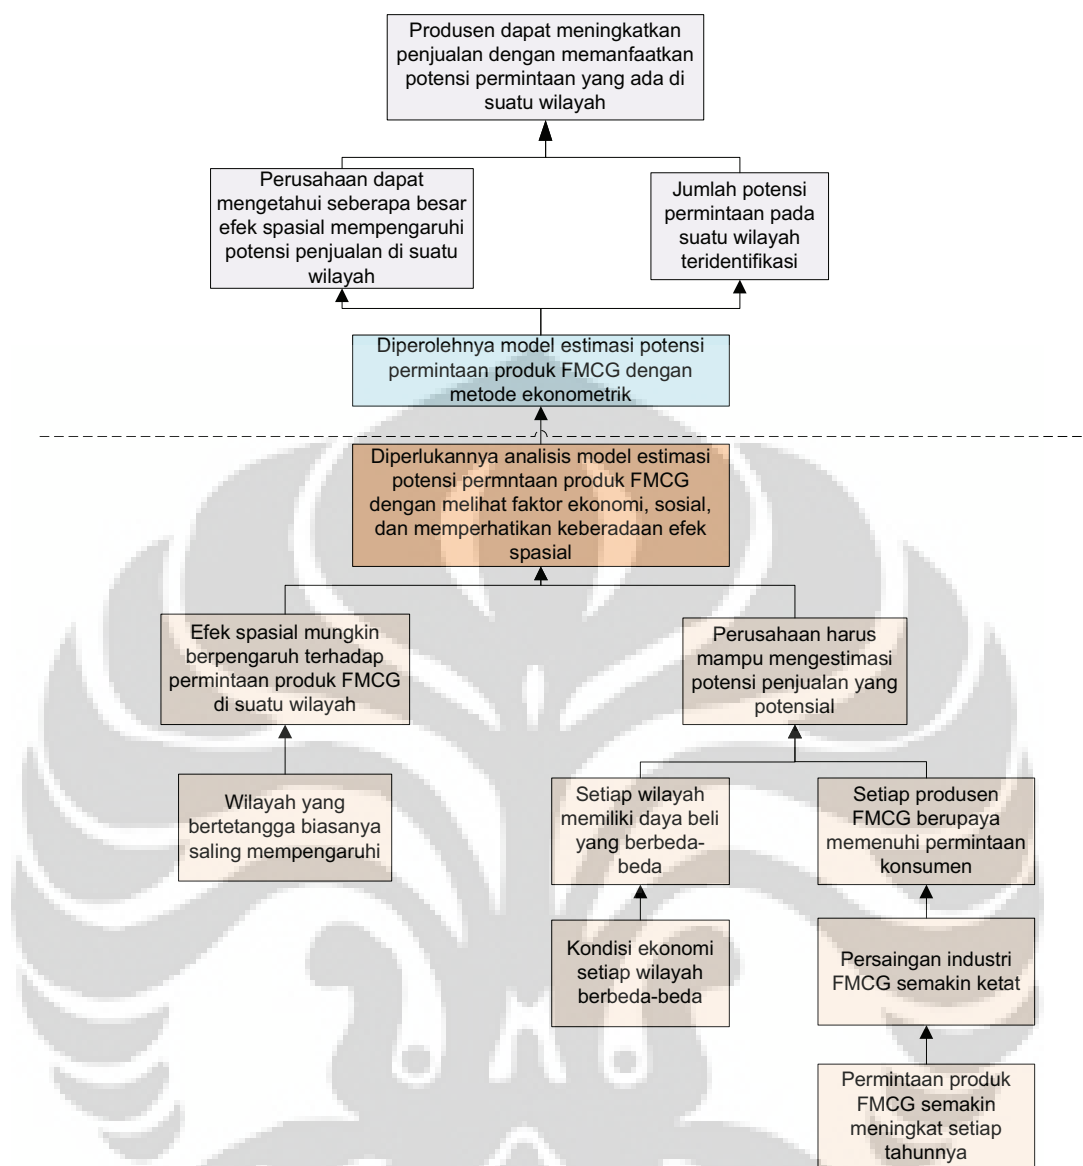 Produsen dapat meningkatkan
penjualan dengan memanfaatkan
potensi permintaan yang ada di
suatu wilayah
Perusahaan dapat
mengetahui seberapa besar
efek spasial mempengaruhi
potensi penjualan di suatu
wilayah
Jumlah potensi
permintaan pada
suatu wilayah
teridentifikasi
Diperolehnya model estimasi potensi
permintaan produk FMCG dengan
metode ekonometrik
Diperlukannya analisis model estimasi
potensi permntaan produk FMCG
dengan melihat faktor ekonomi, sosial,
dan memperhatikan keberadaan efek
spasial
Efek spasial mungkin
berpengaruh terhadap
permintaan produk FMCG
di suatu wilayah
Perusahaan harus
mampu mengestimasi
potensi penjualan yang
potensial
Wilayah yang
bertetangga biasanya
saling mempengaruhi
Setiap wilayah
memiliki daya beli
yang berbeda-
beda
Setiap produsen
FMCG berupaya
memenuhi permintaan
konsumen
Kondisi ekonomi
setiap wilayah
berbeda-beda
Persaingan industri
FMCG semakin ketat
Permintaan produk
FMCG semakin
meningkat setiap
tahunnya